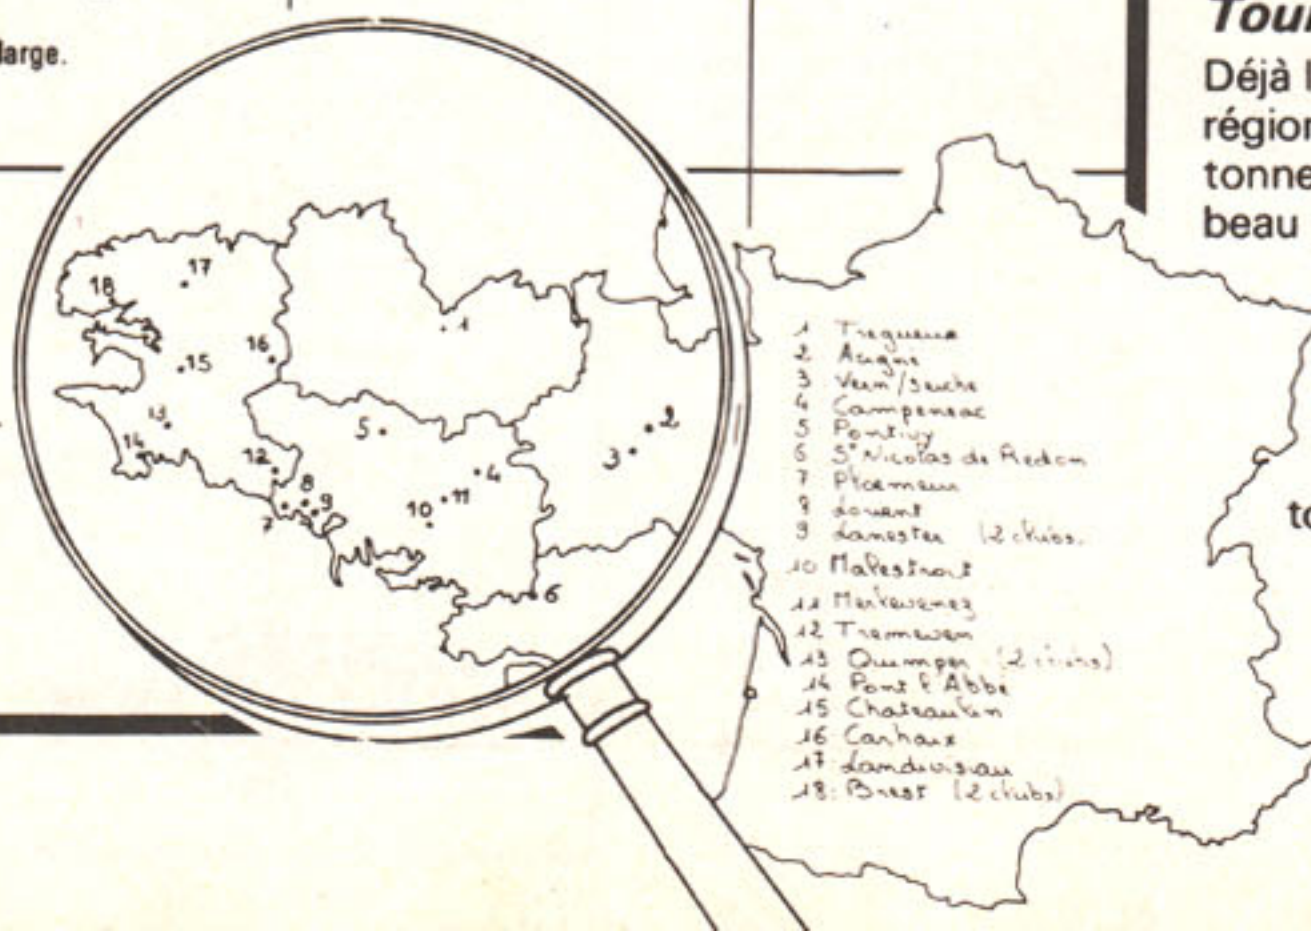 large.
Tour
Déjà l
région
tonne
beau
to
17
18
16
1
15
13
14
5
2
3
12
4
8
9
7
10
11
6
1 Tregueux
2 Acigne
3 Vern/Seiche
4 Campeneac
5 Pontivy
6 St Nicolas de Redon
7 Ploemeur
8 Lorient
9 Lanester (2 clubs)
10 Malestroit
11 Merlevenez
12 Tremeven
13 Quimper (2 clubs)
14 Pont l'Abbé
15 Chateaulin
16 Carhaix
17 Landivisiau
18: Brest (2 clubs)